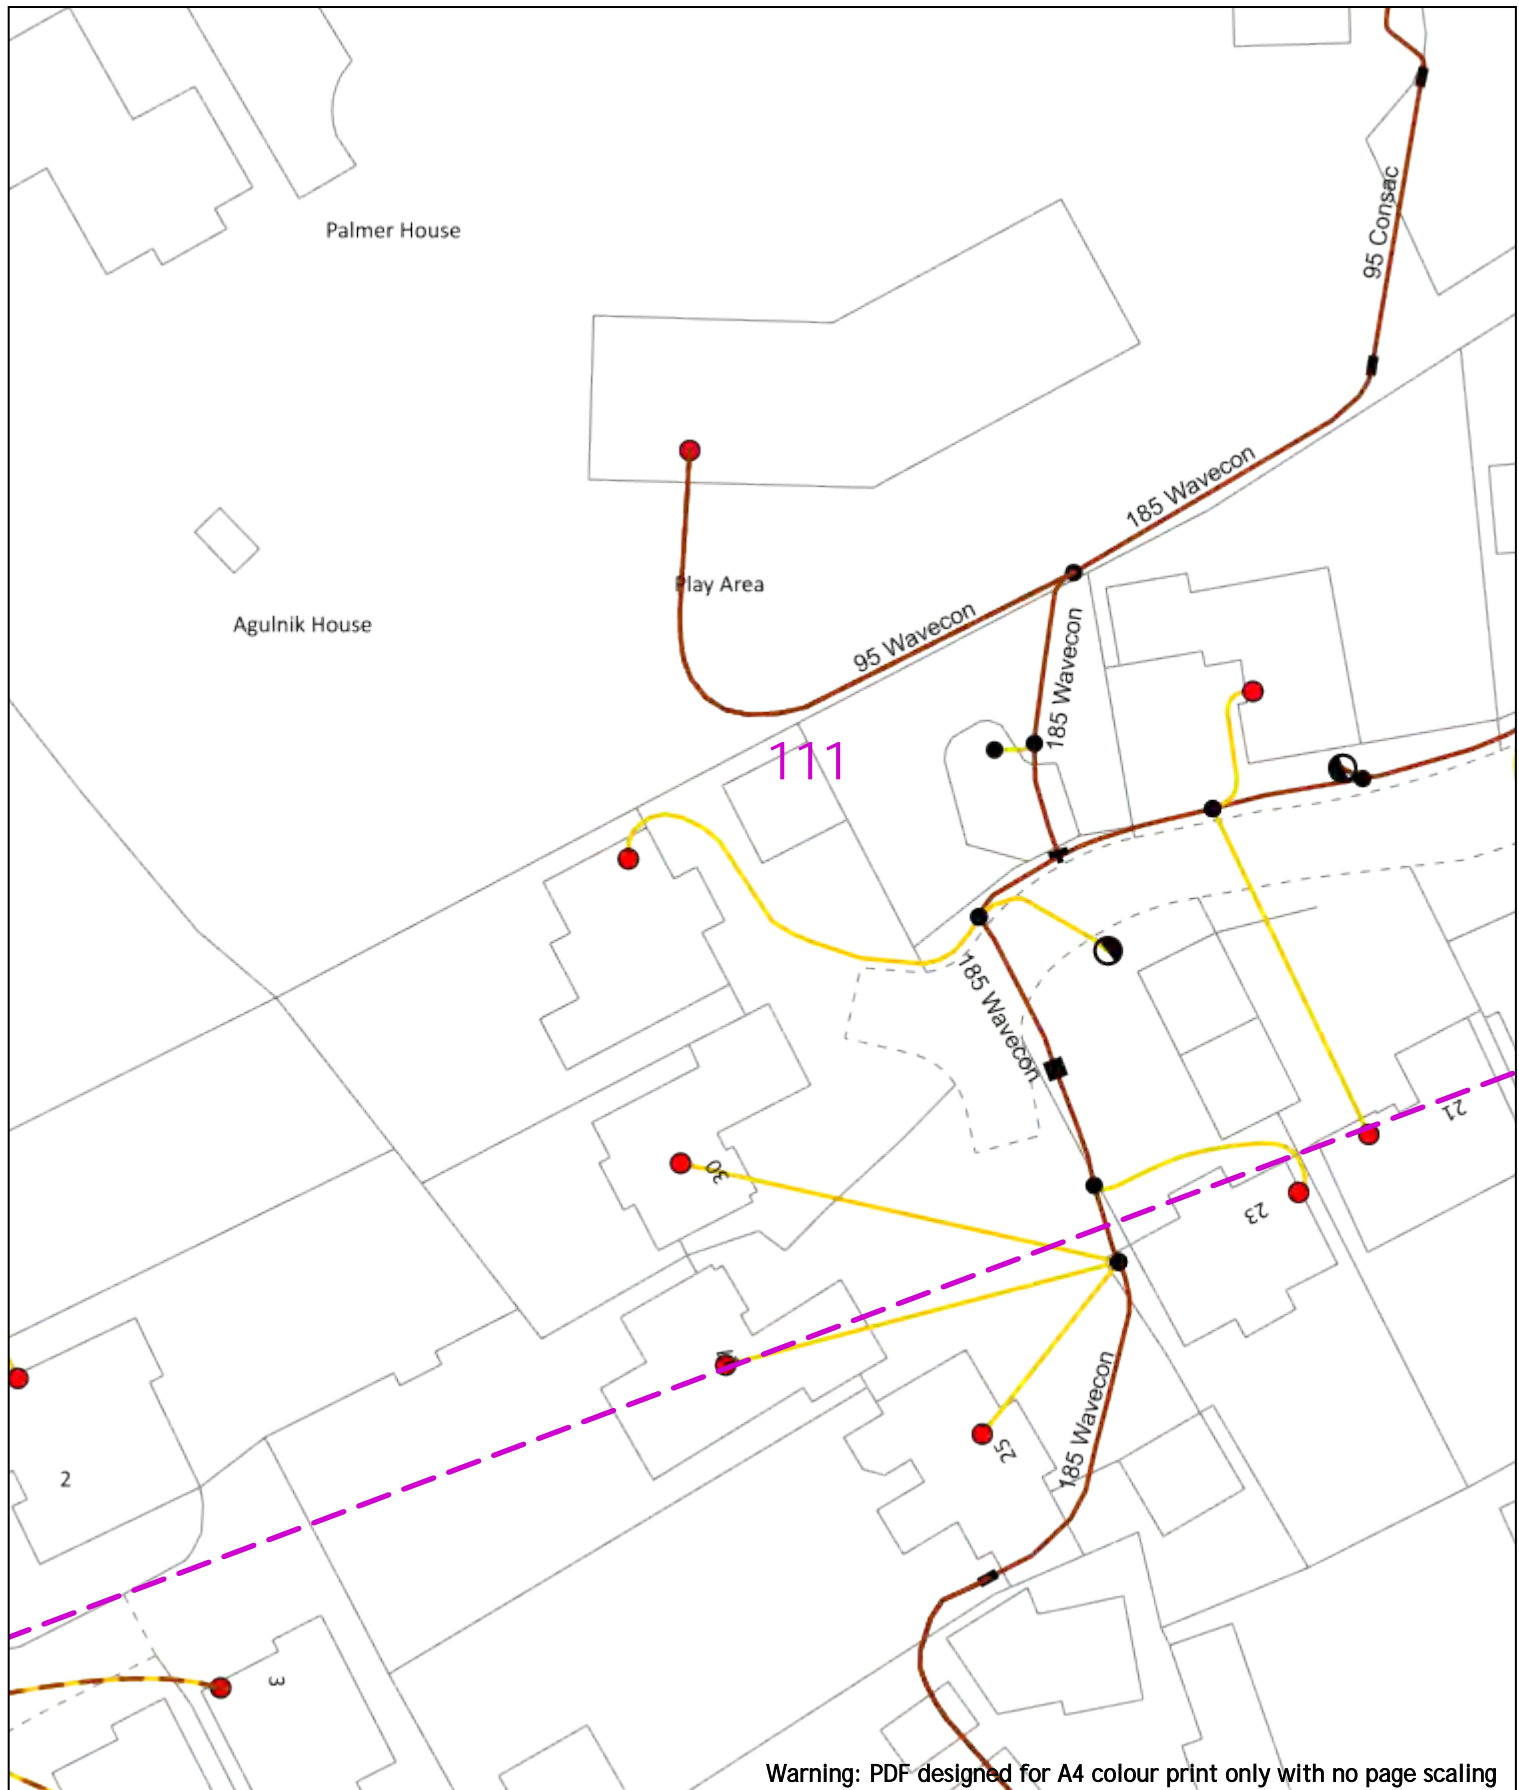 Palmer House
95 Consac
185 Wavecon
Play Area
95 Wavecon
Agulnik House
185 Wavecon
111
185 Wavecon
21
30
23
185 Wavecon
25
2
3
Warning: PDF designed for A4 colour print only with no page scaling